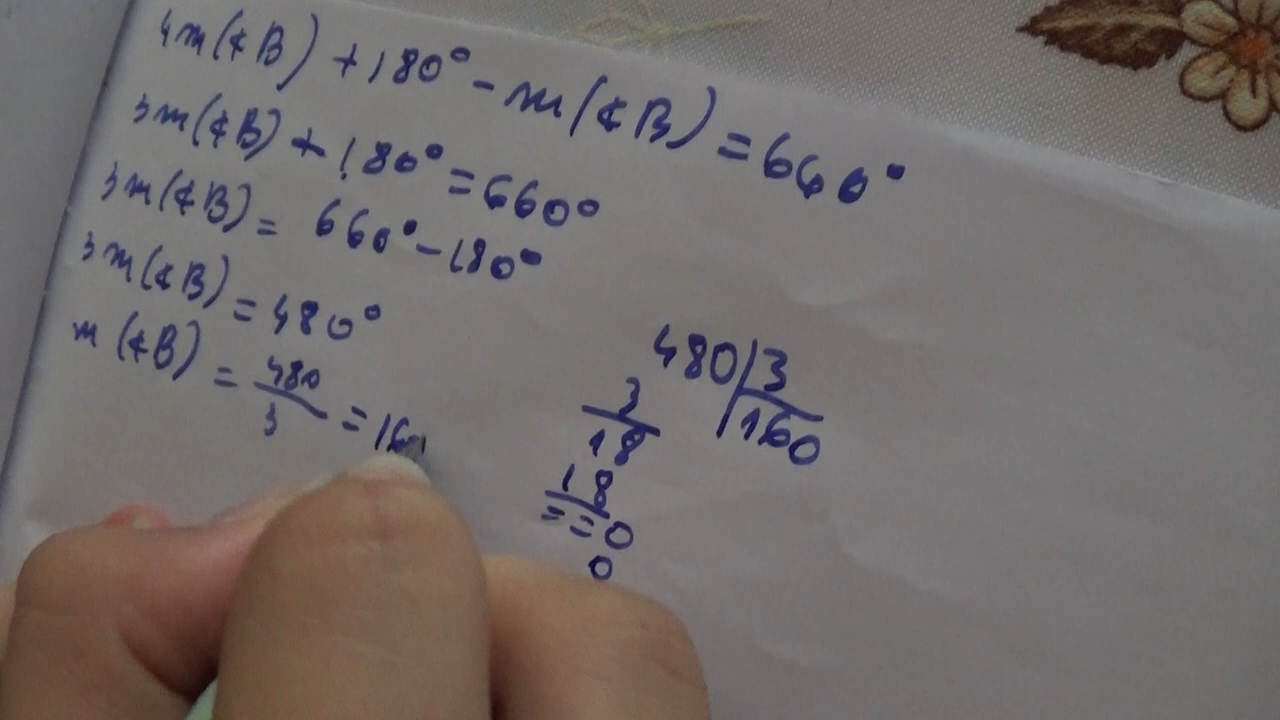 4m(∢B) + 180° - m(∢B) = 660°
3m(∢B) + 180° = 660°
3m(∢B) = 660° - 180°
3m(∢B) = 480°
m(∢B) = 480/3 = 160
480 | 3
3 160
18
18
= = 0
0